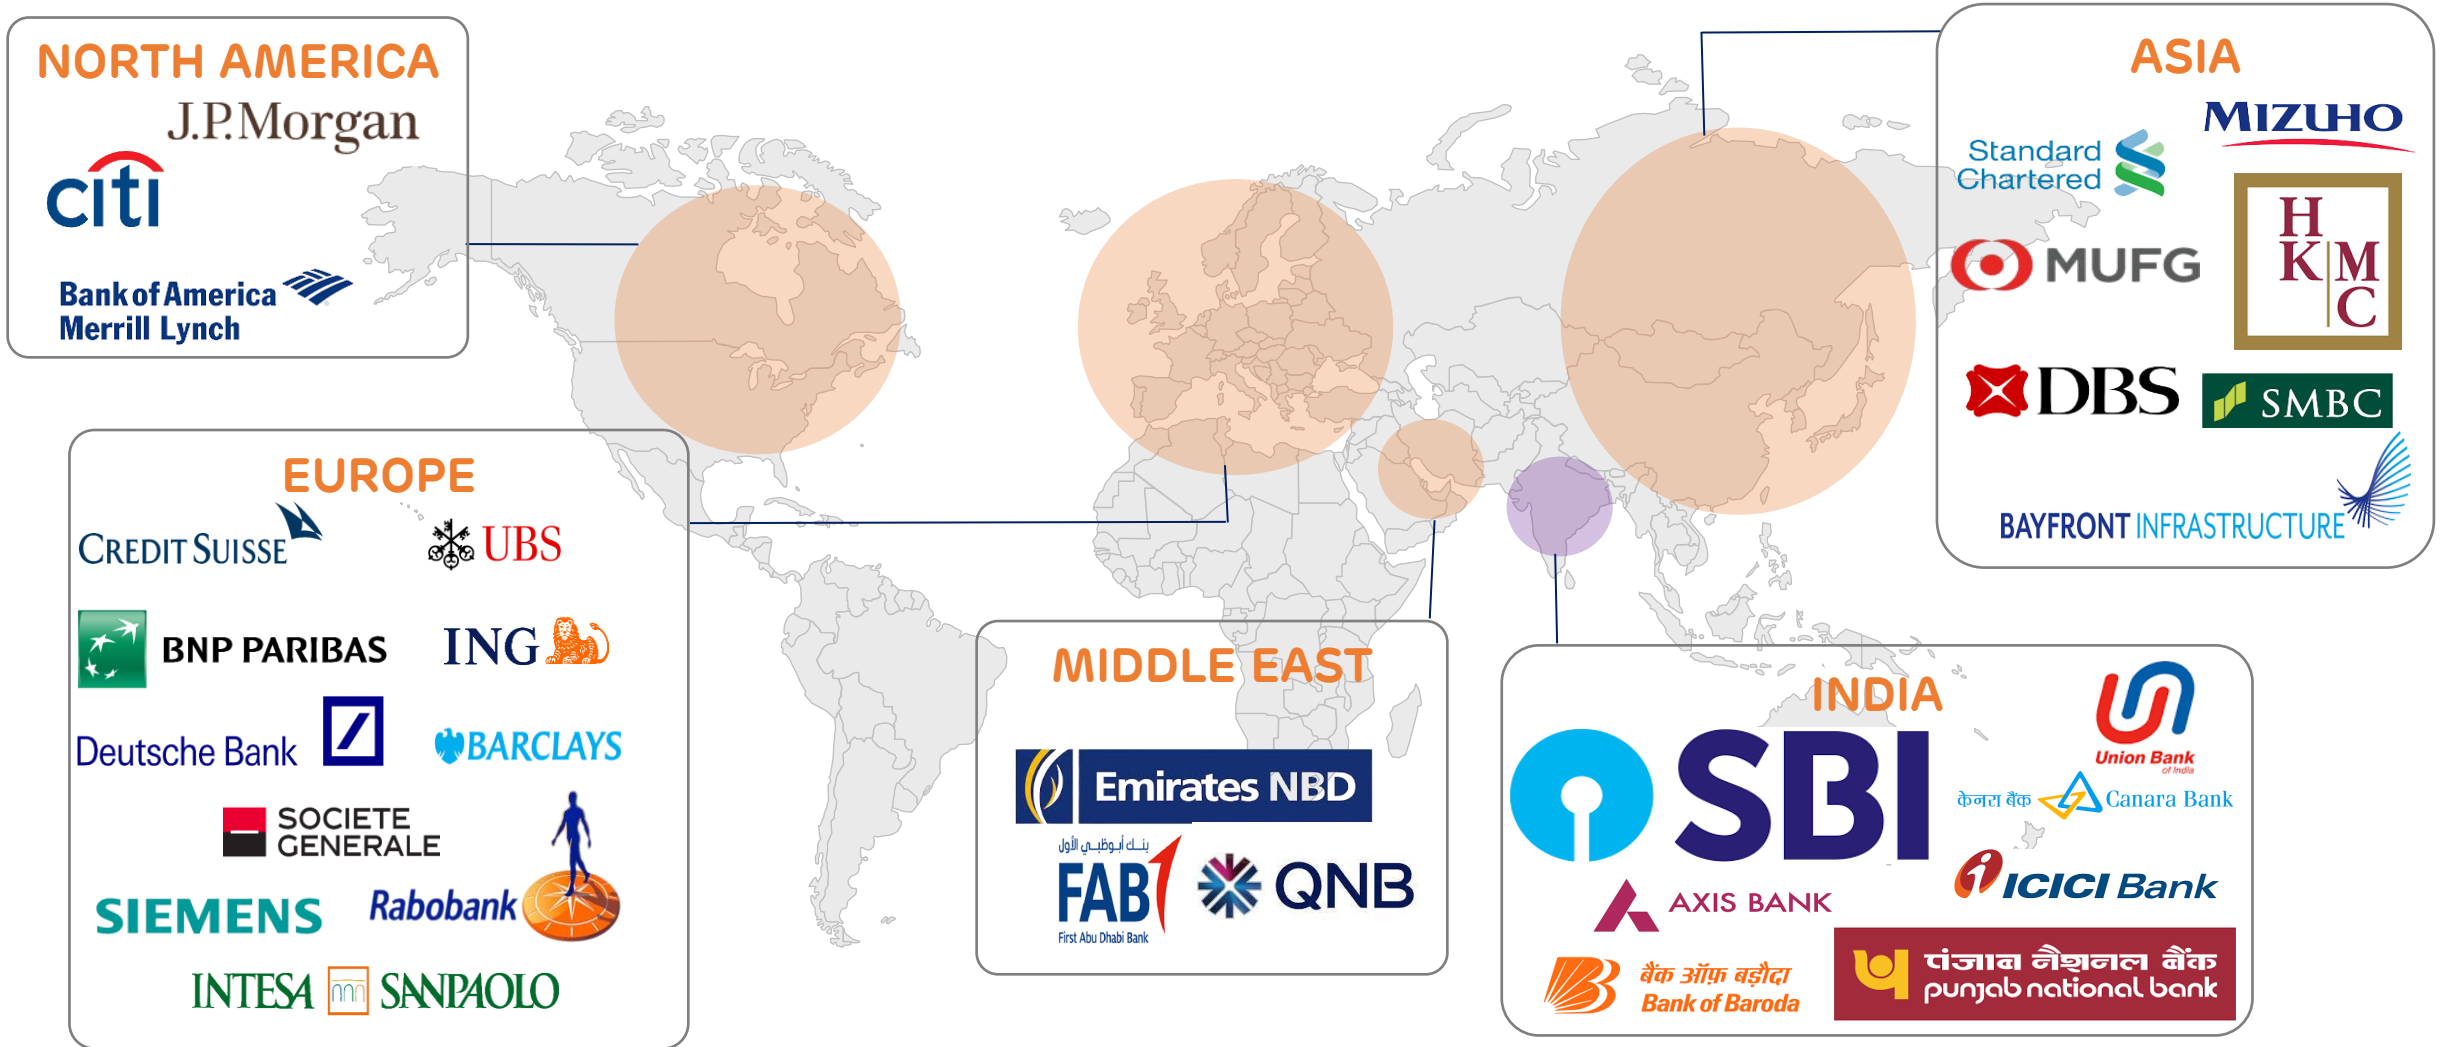 NORTH AMERICA
J.P.Morgan
citi
Bank of America
Merrill Lynch
EUROPE
CREDIT SUISSE
UBS
BNP PARIBAS
ING
Deutsche Bank
BARCLAYS
SOCIETE
GENERALE
SIEMENS
Rabobank
INTESA SANPAOLO
MIDDLE EAST
Emirates NBD
بنك أبوظبي الأول
FAB
First Abu Dhabi Bank
QNB
ASIA
MIZUHO
Standard
Chartered
MUFG
H
K M
C
DBS
SMBC
BAYFRONT INFRASTRUCTURE
INDIA
SBI
Union Bank
of India
केनरा बैंक Canara Bank
ICICI Bank
AXIS BANK
बैंक ऑफ़ बड़ौदा
Bank of Baroda
पंजाब नैशनल बैंक
punjab national bank